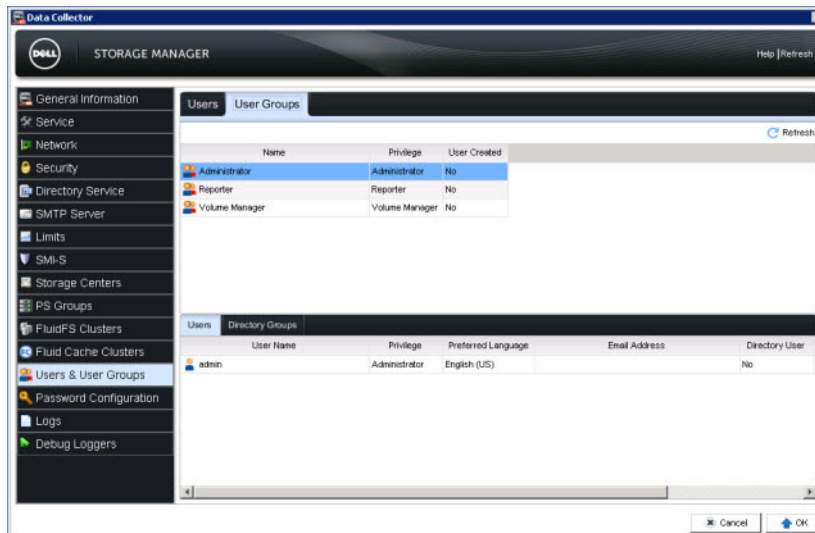 Data Collector
DELL
STORAGE MANAGER
Help | Refresh
General Information
Service
Network
Security
Directory Service
SMTP Server
Limits
SMI-S
Storage Centers
PS Groups
FluidFS Clusters
Fluid Cache Clusters
Users & User Groups
Password Configuration
Logs
Debug Loggers
Users User Groups
Refresh
Name Privilege User Created
Administrator Administrator No
Reporter Reporter No
Volume Manager Volume Manager No
Users Directory Groups
User Name Privilege Preferred Language Email Address Directory User
admin Administrator English (US) No
Cancel OK